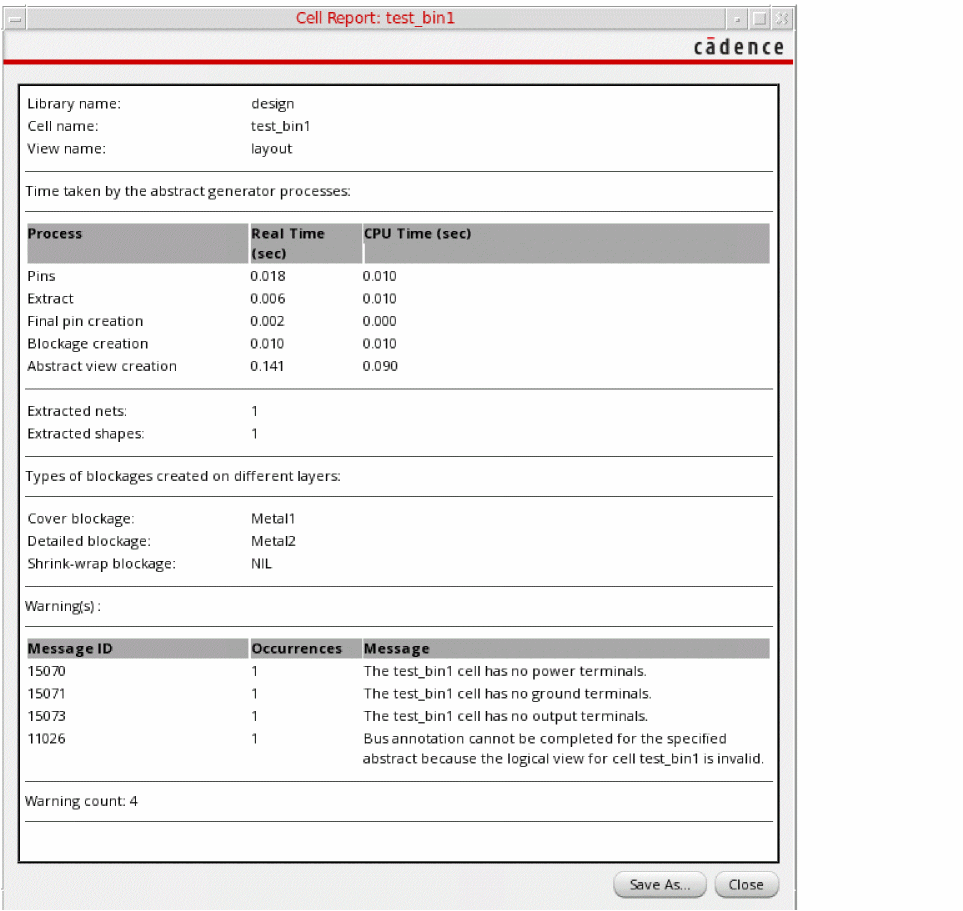 Cell Report: test_bin1
cādence
Library name: design
Cell name: test_bin1
View name: layout
Time taken by the abstract generator processes:
Process Real Time (sec) CPU Time (sec)
Pins 0.018 0.010
Extract 0.006 0.010
Final pin creation 0.002 0.000
Blockage creation 0.010 0.010
Abstract view creation 0.141 0.090
Extracted nets: 1
Extracted shapes: 1
Types of blockages created on different layers:
Cover blockage: Metal1
Detailed blockage: Metal2
Shrink-wrap blockage: NIL
Warning(s) :
Message ID Occurrences Message
15070 1 The test_bin1 cell has no power terminals.
15071 1 The test_bin1 cell has no ground terminals.
15073 1 The test_bin1 cell has no output terminals.
11026 1 Bus annotation cannot be completed for the specified
abstract because the logical view for cell test_bin1 is invalid.
Warning count: 4
Save As... Close